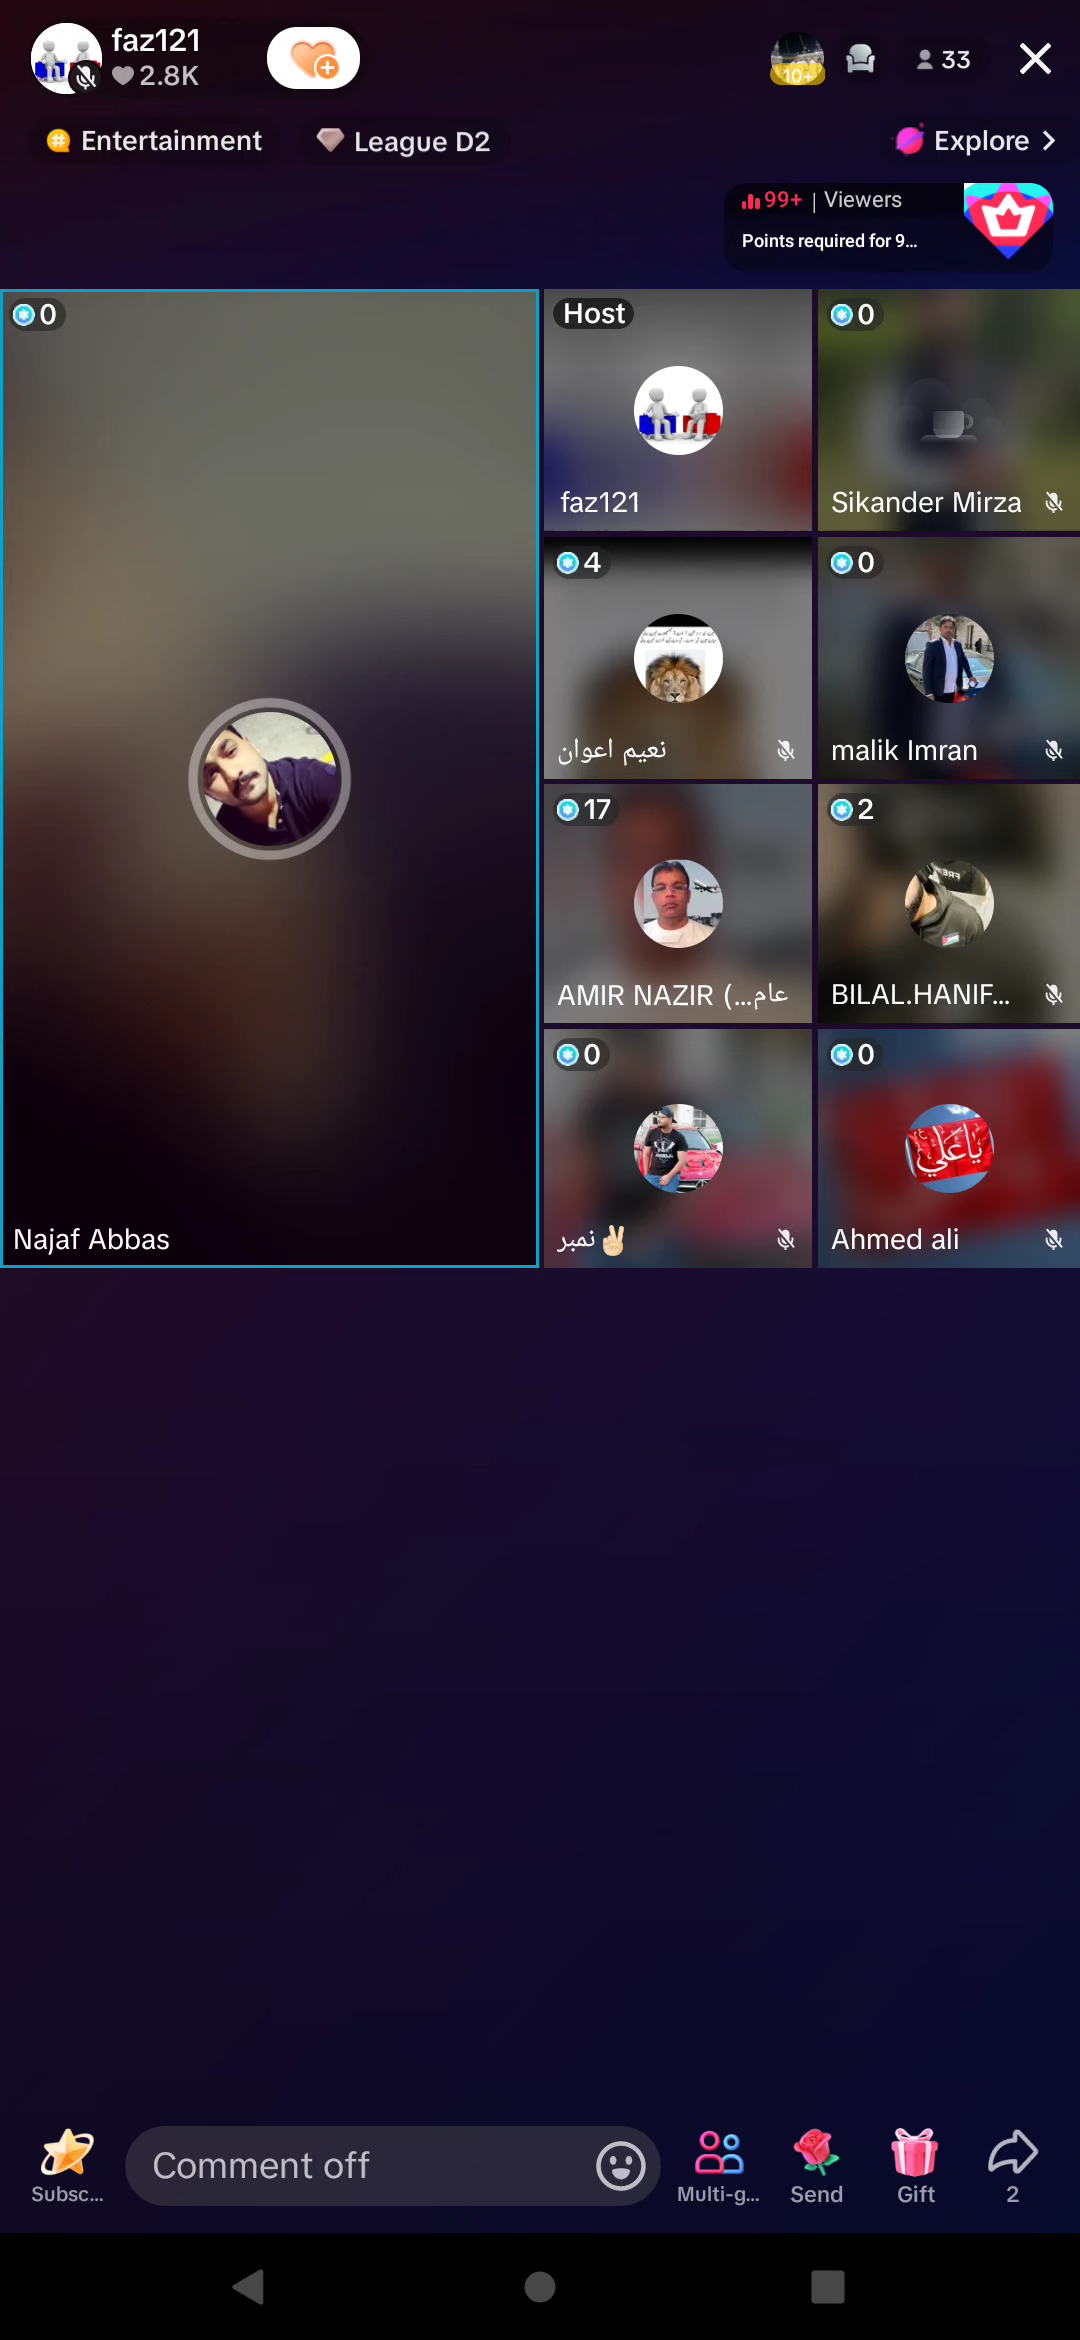 faz121
2.8K
10+
33
Entertainment
League D2
Explore
99+ | Viewers
Points required for 9...
0
Najaf Abbas
Host
faz121
0
Sikander Mirza
4
نعیم اعوان
0
malik Imran
17
AMIR NAZIR (...عام
2
BILAL.HANIF...
0
نمبر✌🏻
0
يا علي
Ahmed ali
Subsc...
Comment off
Multi-g...
Send
Gift
2